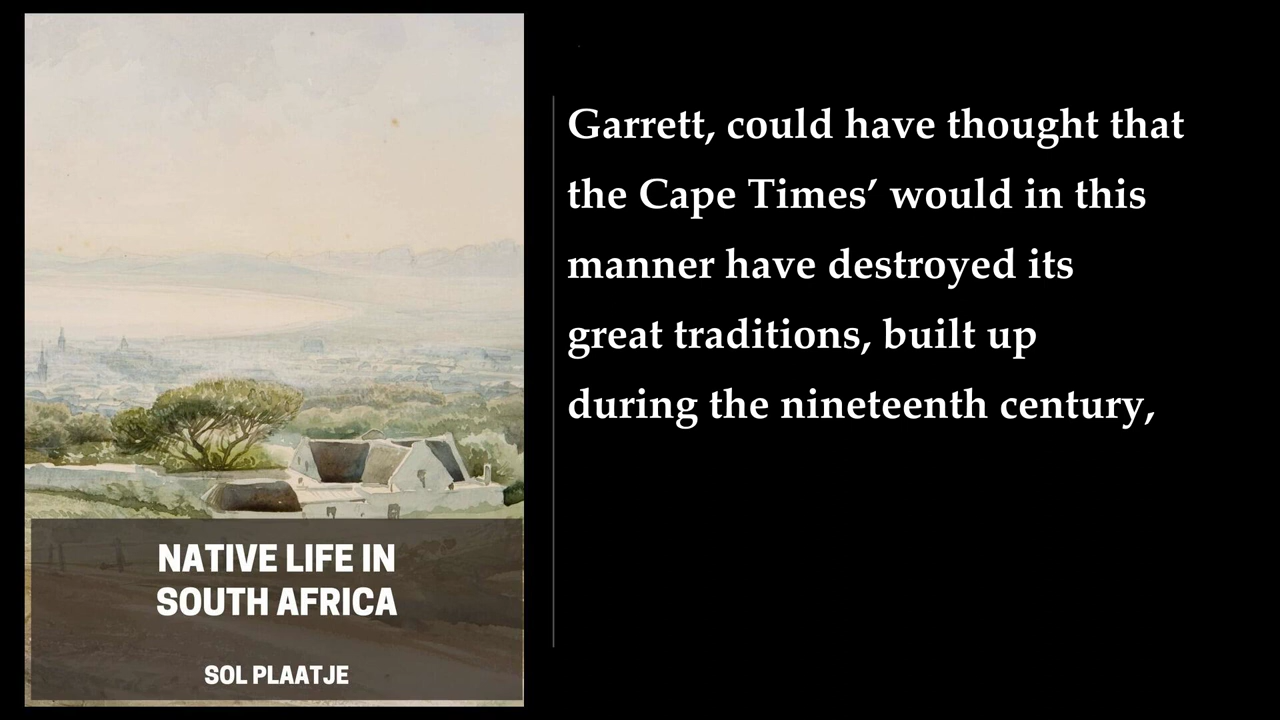 NATIVE LIFE IN
SOUTH AFRICA
SOL PLAATJE
Garrett, could have thought that
the Cape Times’ would in this
manner have destroyed its
great traditions, built up
during the nineteenth century,